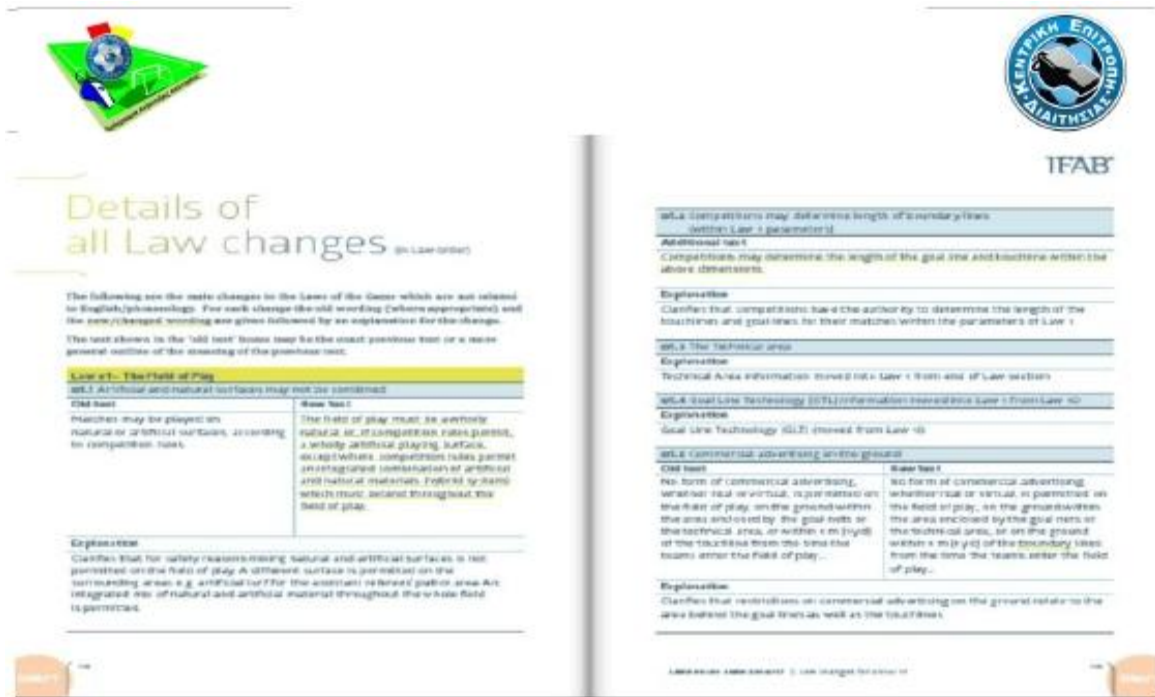 ΚΕΝΤΡΙΚΗ ΕΠΙΤΡΟΠΗ ΔΙΑΙΤΗΣΙΑΣ
Details of
all Law changes (in Law order)
The following are the main changes to the Laws of the Game which are not related
to English/phraseology. For each change the old wording (where appropriate) and
the new/changed wording are given followed by an explanation for the change.
The text shown in the 'old text' boxes may be the exact previous text or a more
general outline of the meaning of the previous text.
Law 01 – The Field of Play
01.1 Artificial and natural surfaces may not be combined
Old text
Matches may be played on
natural or artificial surfaces, according
to competition rules.
New text
The field of play must be a wholly
natural or, if competition rules permit,
a wholly artificial playing surface,
except where competition rules permit
an integrated combination of artificial
and natural materials (hybrid system)
which must extend throughout the
field of play.
Explanation
Clarifies that for safety reasons mixing natural and artificial surfaces is not
permitted on the field of play. A different surface is permitted on the
surrounding areas e.g. artificial turf for the assistant referees' path or area An
integrated mix of natural and artificial material throughout the whole field
is permitted.
IFAB
01.2 Competitions may determine length of boundary lines
(within Law 1 parameters)
Additional text
Competitions may determine the length of the goal line and touchline within the
above dimensions.
Explanation
Clarifies that competitions have the authority to determine the length of the
touchlines and goal lines for their matches within the parameters of Law 1
01.3 The Technical area
Explanation
Technical Area information moved into Law 1 from end of Law section
01.4 Goal Line Technology (GTL) information moved into Law 1 from Law 10
Explanation
Goal Line Technology (GLT) (moved from Law 10)
Commercial advertising on the ground
Old text
No form of commercial advertising,
whether real or virtual, is permitted on
the field of play, on the ground within
the area enclosed by the goal nets or
the technical area, or within 1 m (1 yd)
of the touchline from the time the
teams enter the field of play...
New text
No form of commercial advertising
whether real or virtual, is permitted on
the field of play, on the ground within
the area enclosed by the goal nets or
the technical area, or on the ground
within 1 m (1 yd) of the boundary lines
from the time the teams enter the field
of play...
Explanation
Clarifies that restrictions on commercial advertising on the ground relate to the
area behind the goal lines as well as the touchlines
Law changes for